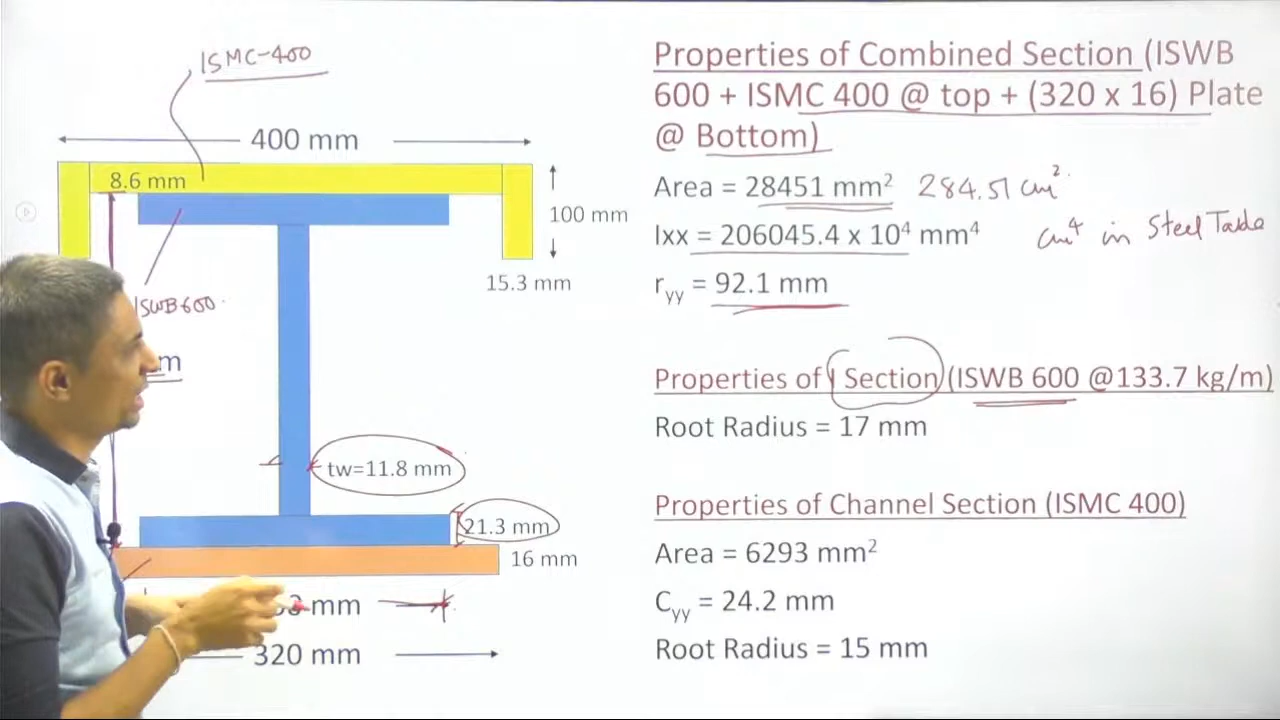 ISMC-400
400 mm
8.6 mm
100 mm
15.3 mm
ISWB600
m
tw=11.8 mm
21.3 mm
16 mm
mm
320 mm
Properties of Combined Section (ISWB
600 + ISMC 400 @ top + (320 x 16) Plate
@ Bottom)
Area = 28451 mm² 284.51 cm²
Ixx = 206045.4 x 10⁴ mm⁴ cm⁴ in Steel Table
ryy = 92.1 mm
Properties of I Section (ISWB 600 @133.7 kg/m)
Root Radius = 17 mm
Properties of Channel Section (ISMC 400)
Area = 6293 mm²
Cyy = 24.2 mm
Root Radius = 15 mm